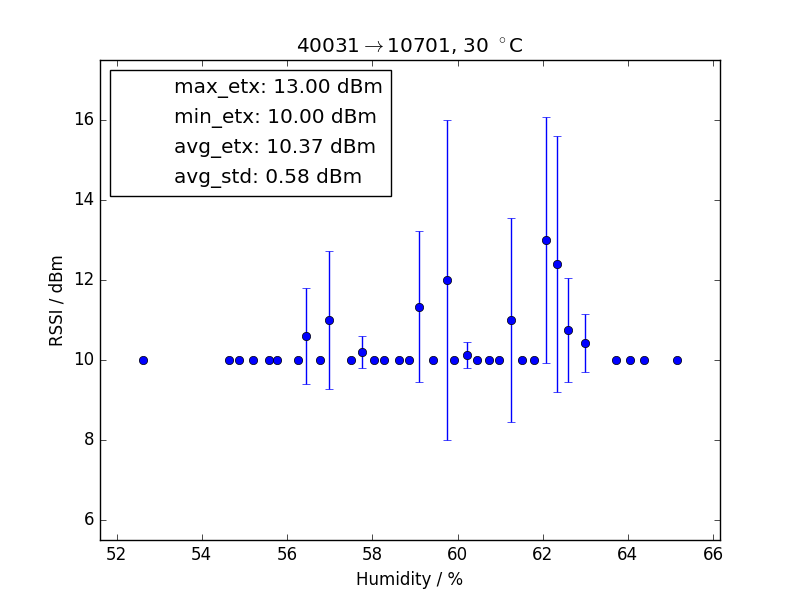 40031→10701, 30 °C
max_etx: 13.00 dBm
min_etx: 10.00 dBm
avg_etx: 10.37 dBm
avg_std: 0.58 dBm
RSSI / dBm
16
14
12
10
8
6
52 54 56 58 60 62 64 66
Humidity / %